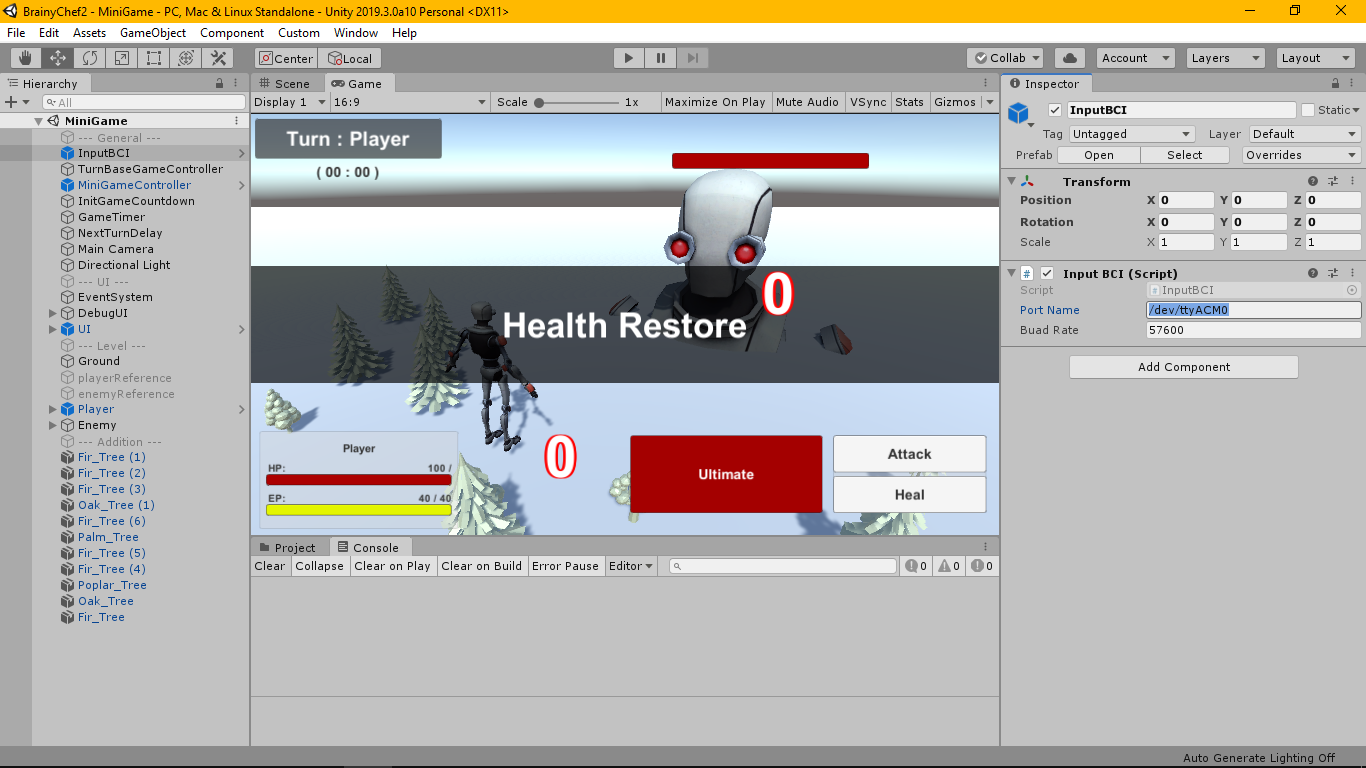 BrainyChef2 - MiniGame - PC, Mac & Linux Standalone - Unity 2019.3.0a10 Personal <DX11>
File Edit Assets GameObject Component Custom Window Help
Center Local Collab Account Layers Layout
Hierarchy
All
MiniGame
--- General ---
InputBCI
TurnBaseGameController
MiniGameController
InitGameCountdown
GameTimer
NextTurnDelay
Main Camera
Directional Light
--- UI ---
EventSystem
DebugUI
UI
--- Level ---
Ground
playerReference
enemyReference
Player
Enemy
--- Addition ---
Fir_Tree (1)
Fir_Tree (2)
Fir_Tree (3)
Oak_Tree (1)
Fir_Tree (6)
Palm_Tree
Fir_Tree (5)
Fir_Tree (4)
Poplar_Tree
Oak_Tree
Fir_Tree
Scene Game
Display 1 16:9 Scale 1x Maximize On Play Mute Audio VSync Stats Gizmos
Turn : Player
( 00 : 00 )
0
Health Restore
Player
HP: 100 /
EP: 40 / 40
0
Ultimate
Attack
Heal
Project Console
Clear Collapse Clear on Play Clear on Build Error Pause Editor 0 0 0
Inspector
InputBCI Static
Tag Untagged Layer Default
Prefab Open Select Overrides
Transform
Position X 0 Y 0 Z 0
Rotation X 0 Y 0 Z 0
Scale X 1 Y 1 Z 1
# Input BCI (Script)
Script # InputBCI
Port Name /dev/ttyACM0
Buad Rate 57600
Add Component
Auto Generate Lighting Off